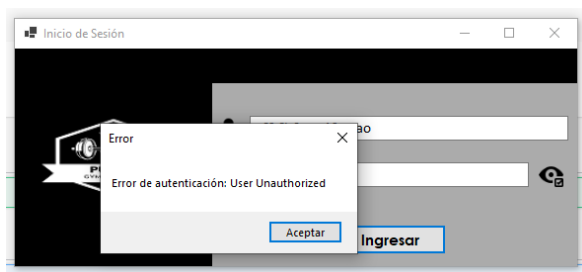 Inicio de Sesión
Error
ao
Error de autenticación: User Unauthorized
Aceptar
Ingresar